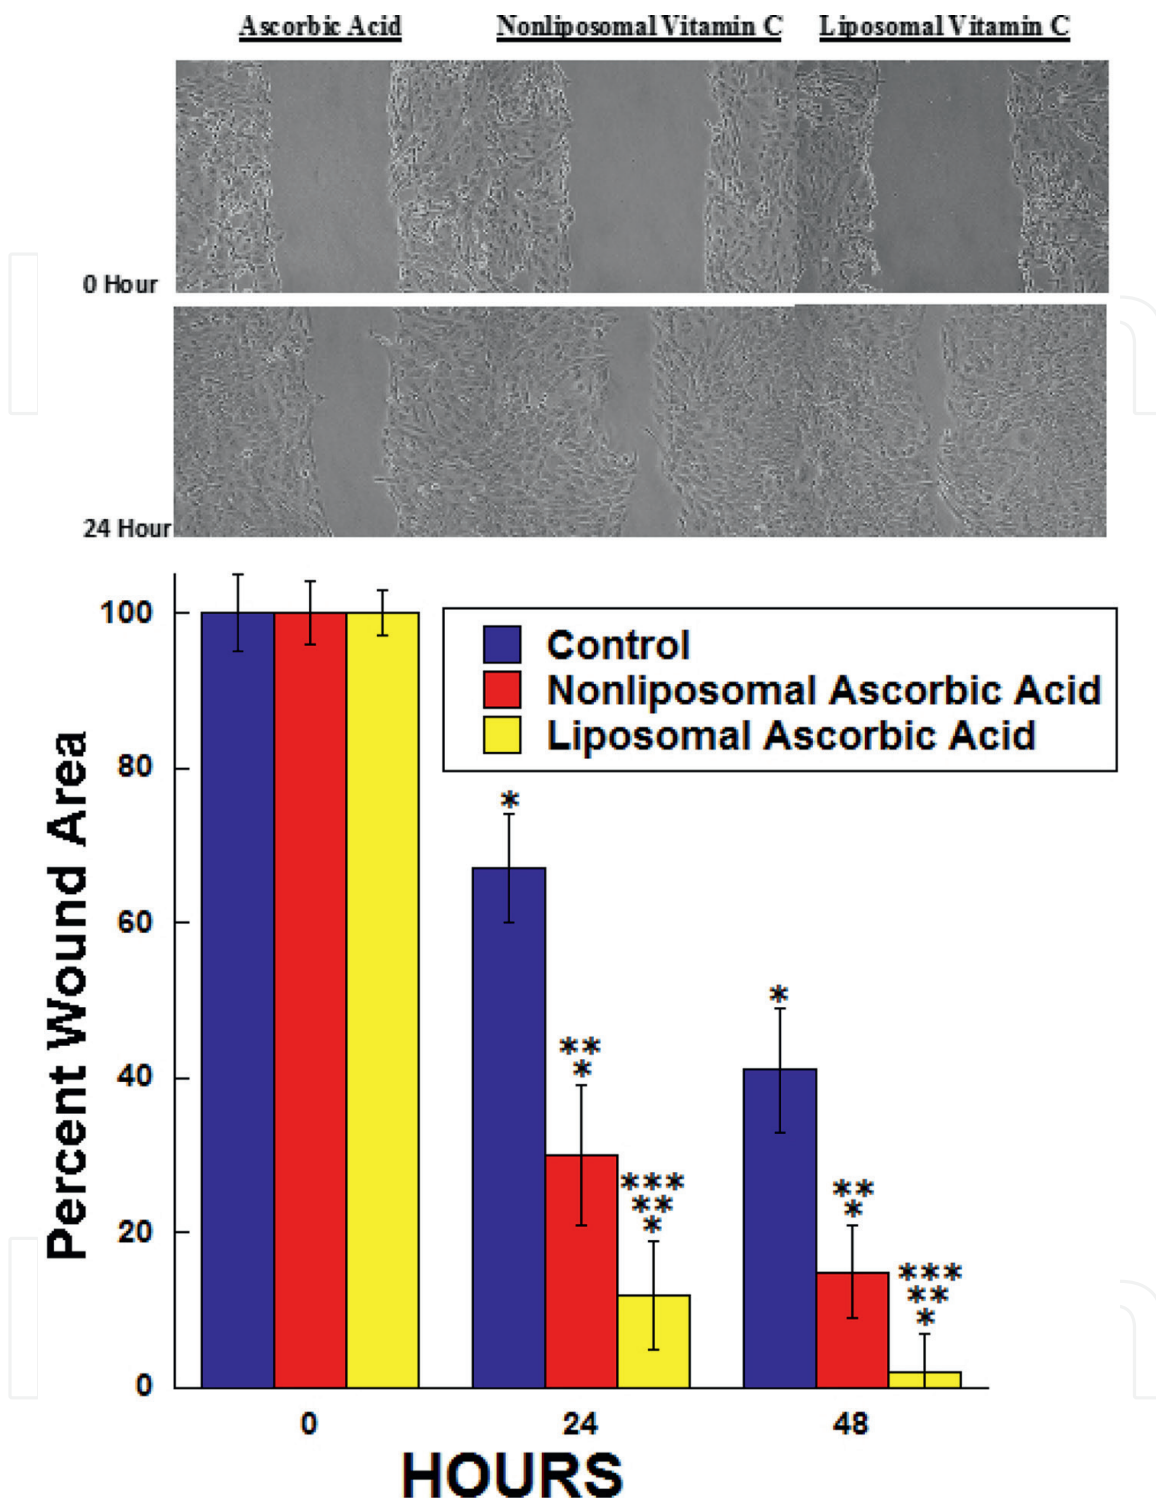 Ascorbic Acid Nonliposomal Vitamin C Liposomal Vitamin C
0 Hour
24 Hour
Percent Wound Area
100
80
60
40
20
0
Control
Nonliposomal Ascorbic Acid
Liposomal Ascorbic Acid
*
**
*
***
**
*
*
**
*
***
**
*
0 24 48
HOURS